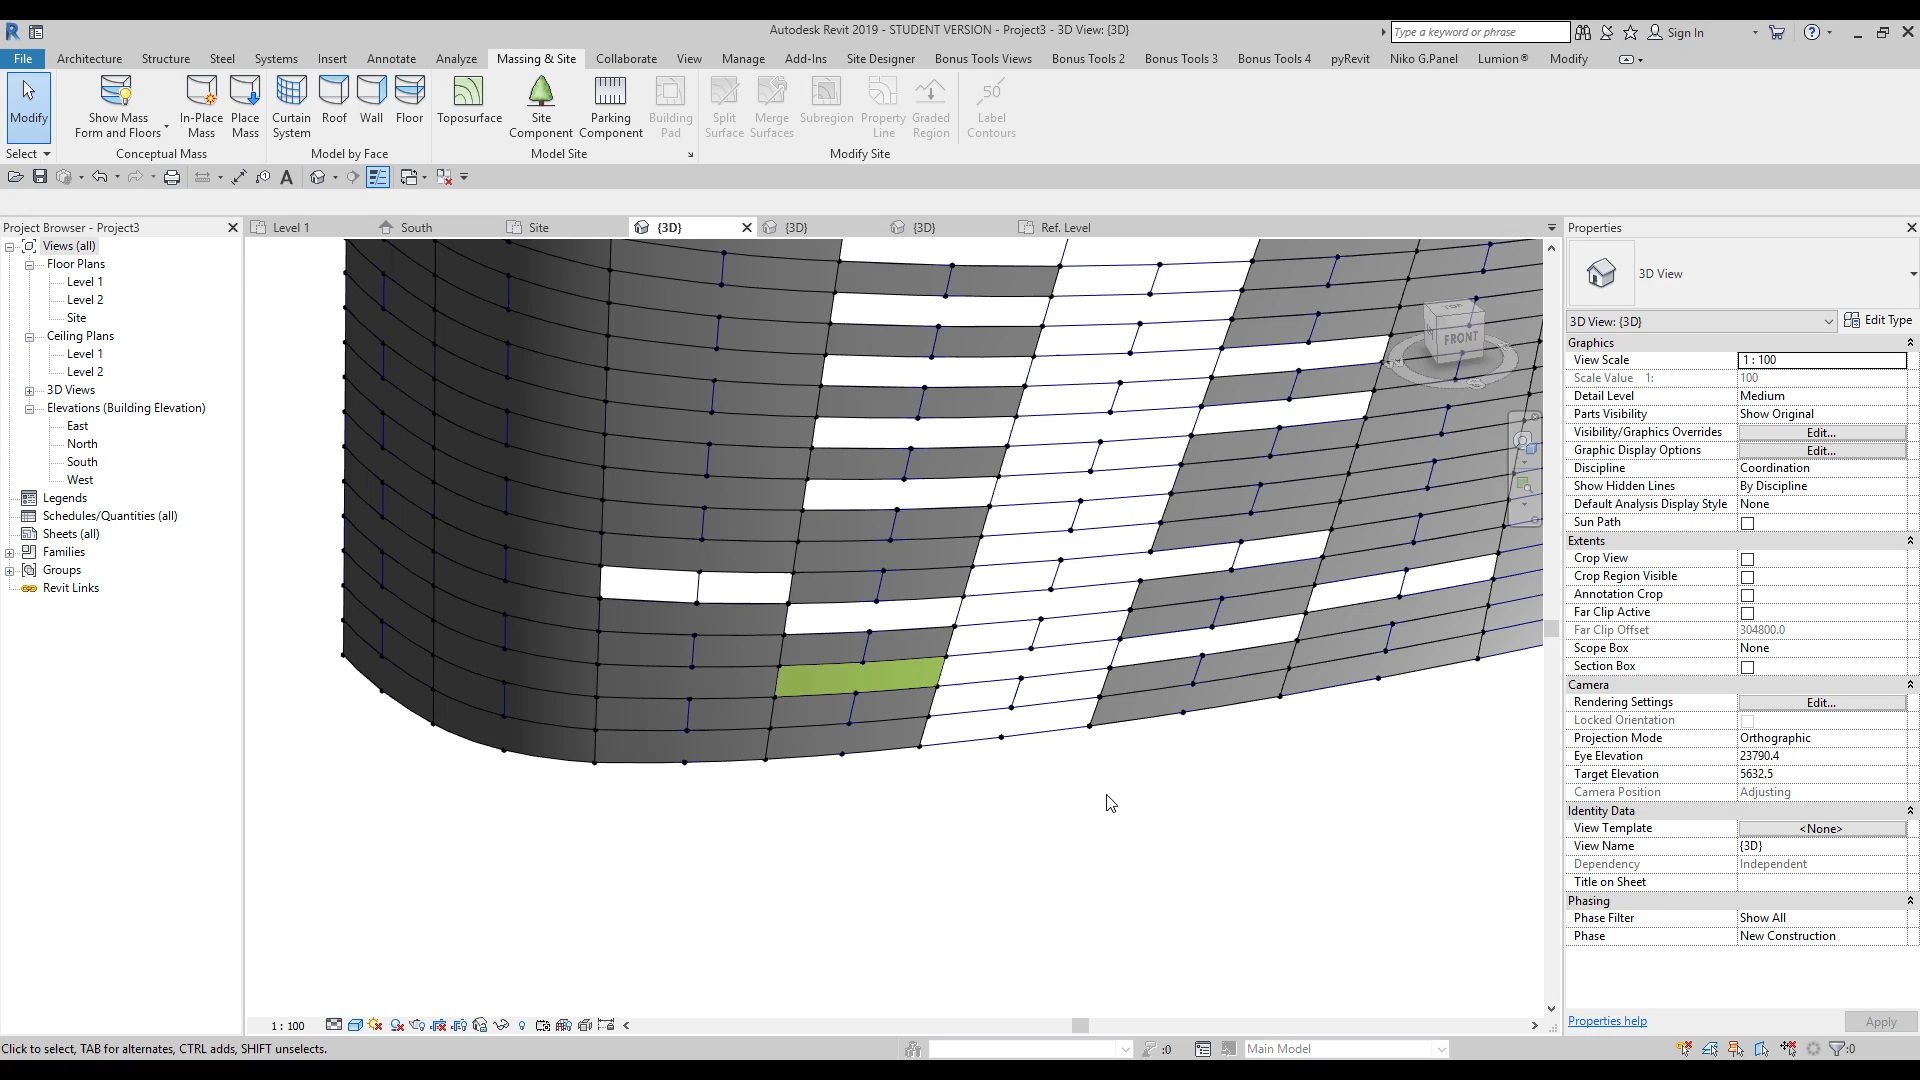 Autodesk Revit 2019 - STUDENT VERSION - Project3 - 3D View: {3D}
Type a keyword or phrase
Sign In
File Architecture Structure Steel Systems Insert Annotate Analyze Massing & Site Collaborate View Manage Add-Ins Site Designer Bonus Tools Views Bonus Tools 2 Bonus Tools 3 Bonus Tools 4 pyRevit Niko G.Panel Lumion® Modify
Modify
Show Mass Form and Floors
In-Place Mass
Place Mass
Curtain System
Roof
Wall
Floor
Toposurface
Site Component
Parking Component
Building Pad
Split Surface
Merge Surfaces
Subregion
Property Line
Graded Region
Label Contours
50
Select
Conceptual Mass
Model by Face
Model Site
Modify Site
Project Browser - Project3
Views (all)
Floor Plans
Level 1
Level 2
Site
Ceiling Plans
Level 1
Level 2
3D Views
Elevations (Building Elevation)
East
North
South
West
Legends
Schedules/Quantities (all)
Sheets (all)
Families
Groups
Revit Links
Level 1
South
Site
{3D}
{3D}
{3D}
Ref. Level
TOP
FRONT
Properties
3D View
3D View: {3D}
Edit Type
Graphics
View Scale 1 : 100
Scale Value 1: 100
Detail Level Medium
Parts Visibility Show Original
Visibility/Graphics Overrides Edit...
Graphic Display Options Edit...
Discipline Coordination
Show Hidden Lines By Discipline
Default Analysis Display Style None
Sun Path
Extents
Crop View
Crop Region Visible
Annotation Crop
Far Clip Active
Far Clip Offset 304800.0
Scope Box None
Section Box
Camera
Rendering Settings Edit...
Locked Orientation
Projection Mode Orthographic
Eye Elevation 23790.4
Target Elevation 5632.5
Camera Position Adjusting
Identity Data
View Template <None>
View Name {3D}
Dependency Independent
Title on Sheet
Phasing
Phase Filter Show All
Phase New Construction
Properties help
Apply
1 : 100
Click to select, TAB for alternates, CTRL adds, SHIFT unselects.
:0
Main Model
:0